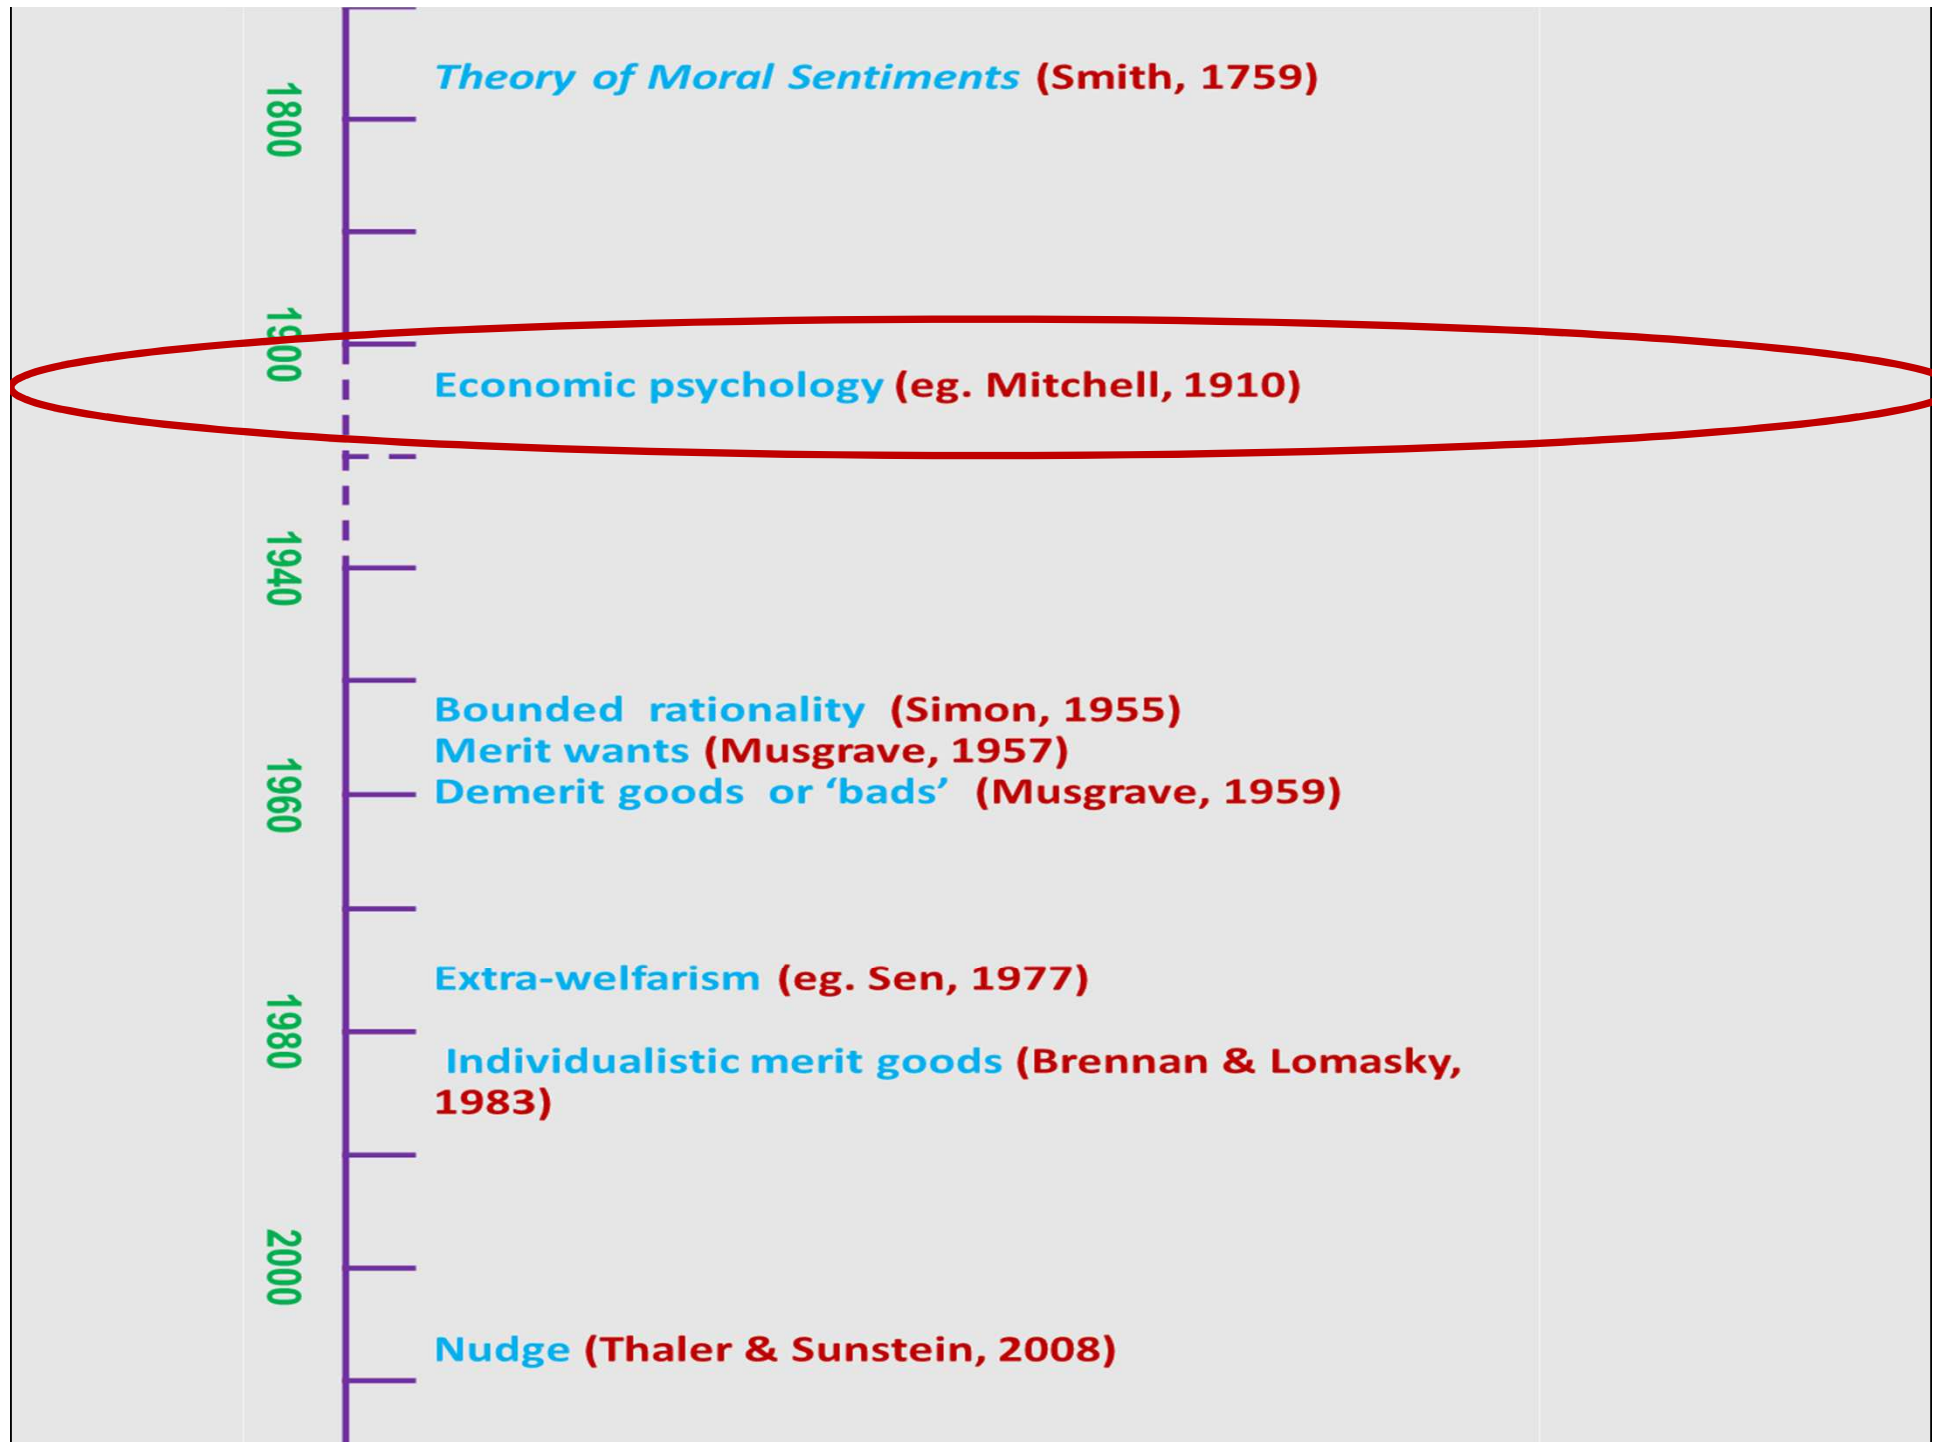 Theory of Moral Sentiments (Smith, 1759)
1800
1900
Economic psychology (eg. Mitchell, 1910)
1940
Bounded rationality (Simon, 1955)
Merit wants (Musgrave, 1957)
1960
Demerit goods or ‘bads’ (Musgrave, 1959)
Extra-welfarism (eg. Sen, 1977)
1980
Individualistic merit goods (Brennan & Lomasky,
1983)
2000
Nudge (Thaler & Sunstein, 2008)